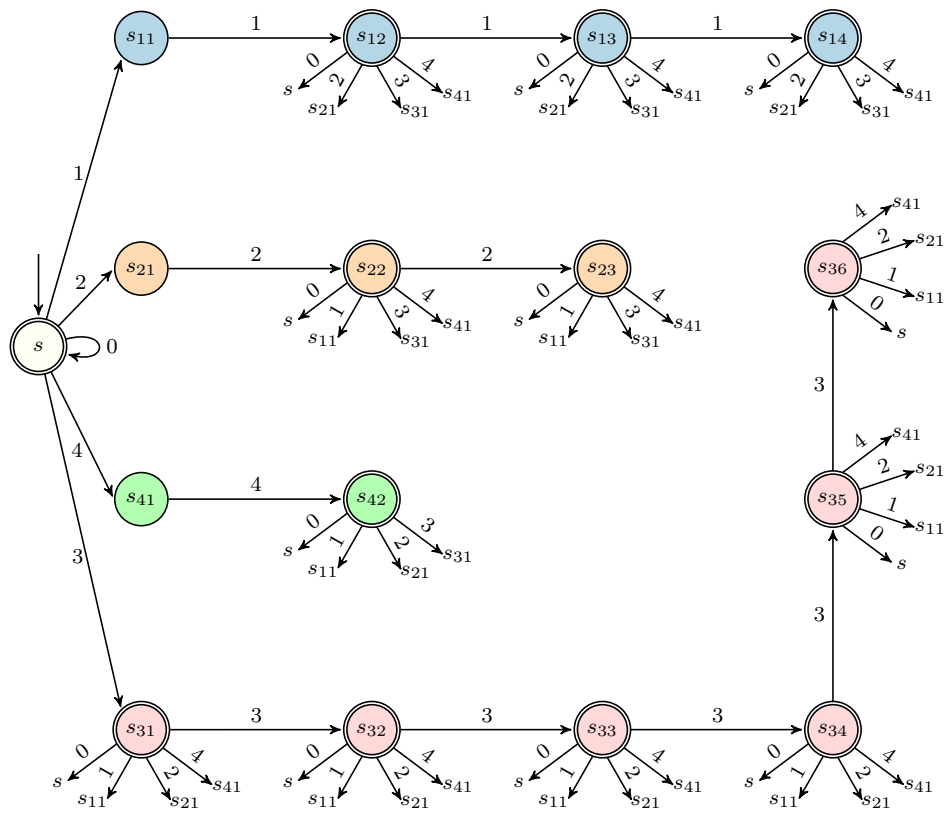 s11 1 s12 1 s13 1 s14
0 2 3 4 0 2 3 4 0 2 3 4
s s21 s31 s41 s s21 s31 s41 s s21 s31 s41
1
4 s41
2 s21
2 s21 2 s22 2 s23 s36
1 s11
0 s
0 1 3 4 0 1 3 4
s s11 s31 s41 s s11 s31 s41
s 0
3
4 s41
4 2 s21
s41 4 s42 s35
1 s11
0 s
0 1 2 3
s s11 s21 s31
3
3
s31 3 s32 3 s33 3 s34
0 1 2 4 0 1 2 4 0 1 2 4 0 1 2 4
s s11 s21 s41 s s11 s21 s41 s s11 s21 s41 s s11 s21 s41